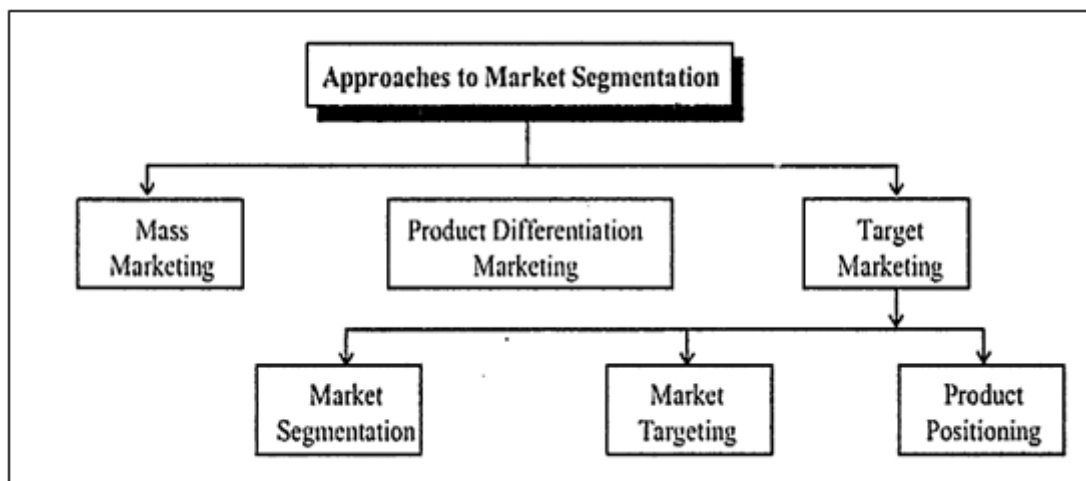 Approaches to Market Segmentation
Mass
Marketing
Product Differentiation
Marketing
Target
Marketing
Market
Segmentation
Market
Targeting
Product
Positioning